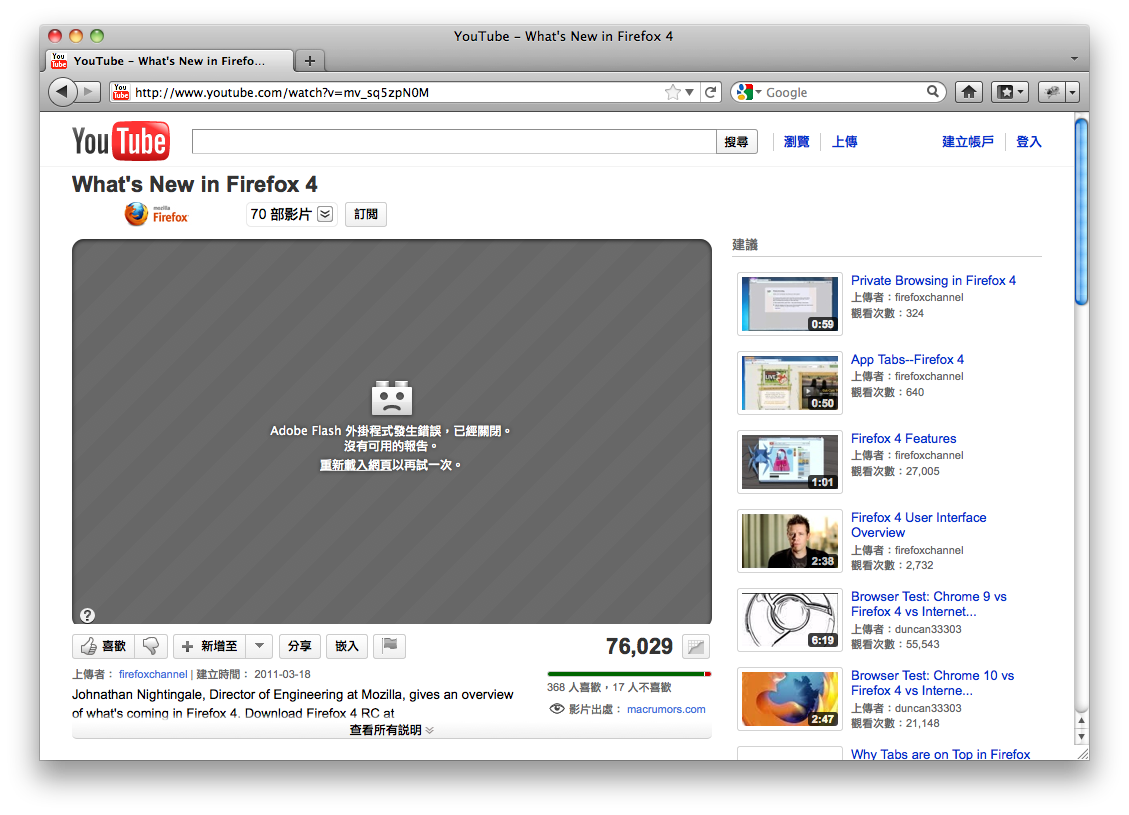 YouTube - What's New in Firefox 4
YouTube - What's New in Firefo...
http://www.youtube.com/watch?v=mv_sq5zpN0M
Google
YouTube
搜尋
瀏覽
上傳
建立帳戶
登入
What's New in Firefox 4
mozilla
Firefox
70 部影片
訂閱
Adobe Flash 外掛程式發生錯誤，已經關閉。
沒有可用的報告。
重新載入網頁以再試一次。
?
喜歡
新增至
分享
嵌入
76,029
上傳者： firefoxchannel | 建立時間： 2011-03-18
Johnathan Nightingale, Director of Engineering at Mozilla, gives an overview
of what's coming in Firefox 4. Download Firefox 4 RC at
368 人喜歡，17 人不喜歡
影片出處： macrumors.com
查看所有說明
建議
0:59
Private Browsing in Firefox 4
上傳者：firefoxchannel
觀看次數：324
LIVE
0:50
App Tabs--Firefox 4
上傳者：firefoxchannel
觀看次數：640
1:01
Firefox 4 Features
上傳者：firefoxchannel
觀看次數：27,005
2:38
Firefox 4 User Interface
Overview
上傳者：firefoxchannel
觀看次數：2,732
6:19
Browser Test: Chrome 9 vs
Firefox 4 vs Internet...
上傳者：duncan33303
觀看次數：55,543
2:47
Browser Test: Chrome 10 vs
Firefox 4 vs Interne...
上傳者：duncan33303
觀看次數：21,148
Why Tabs are on Top in Firefox